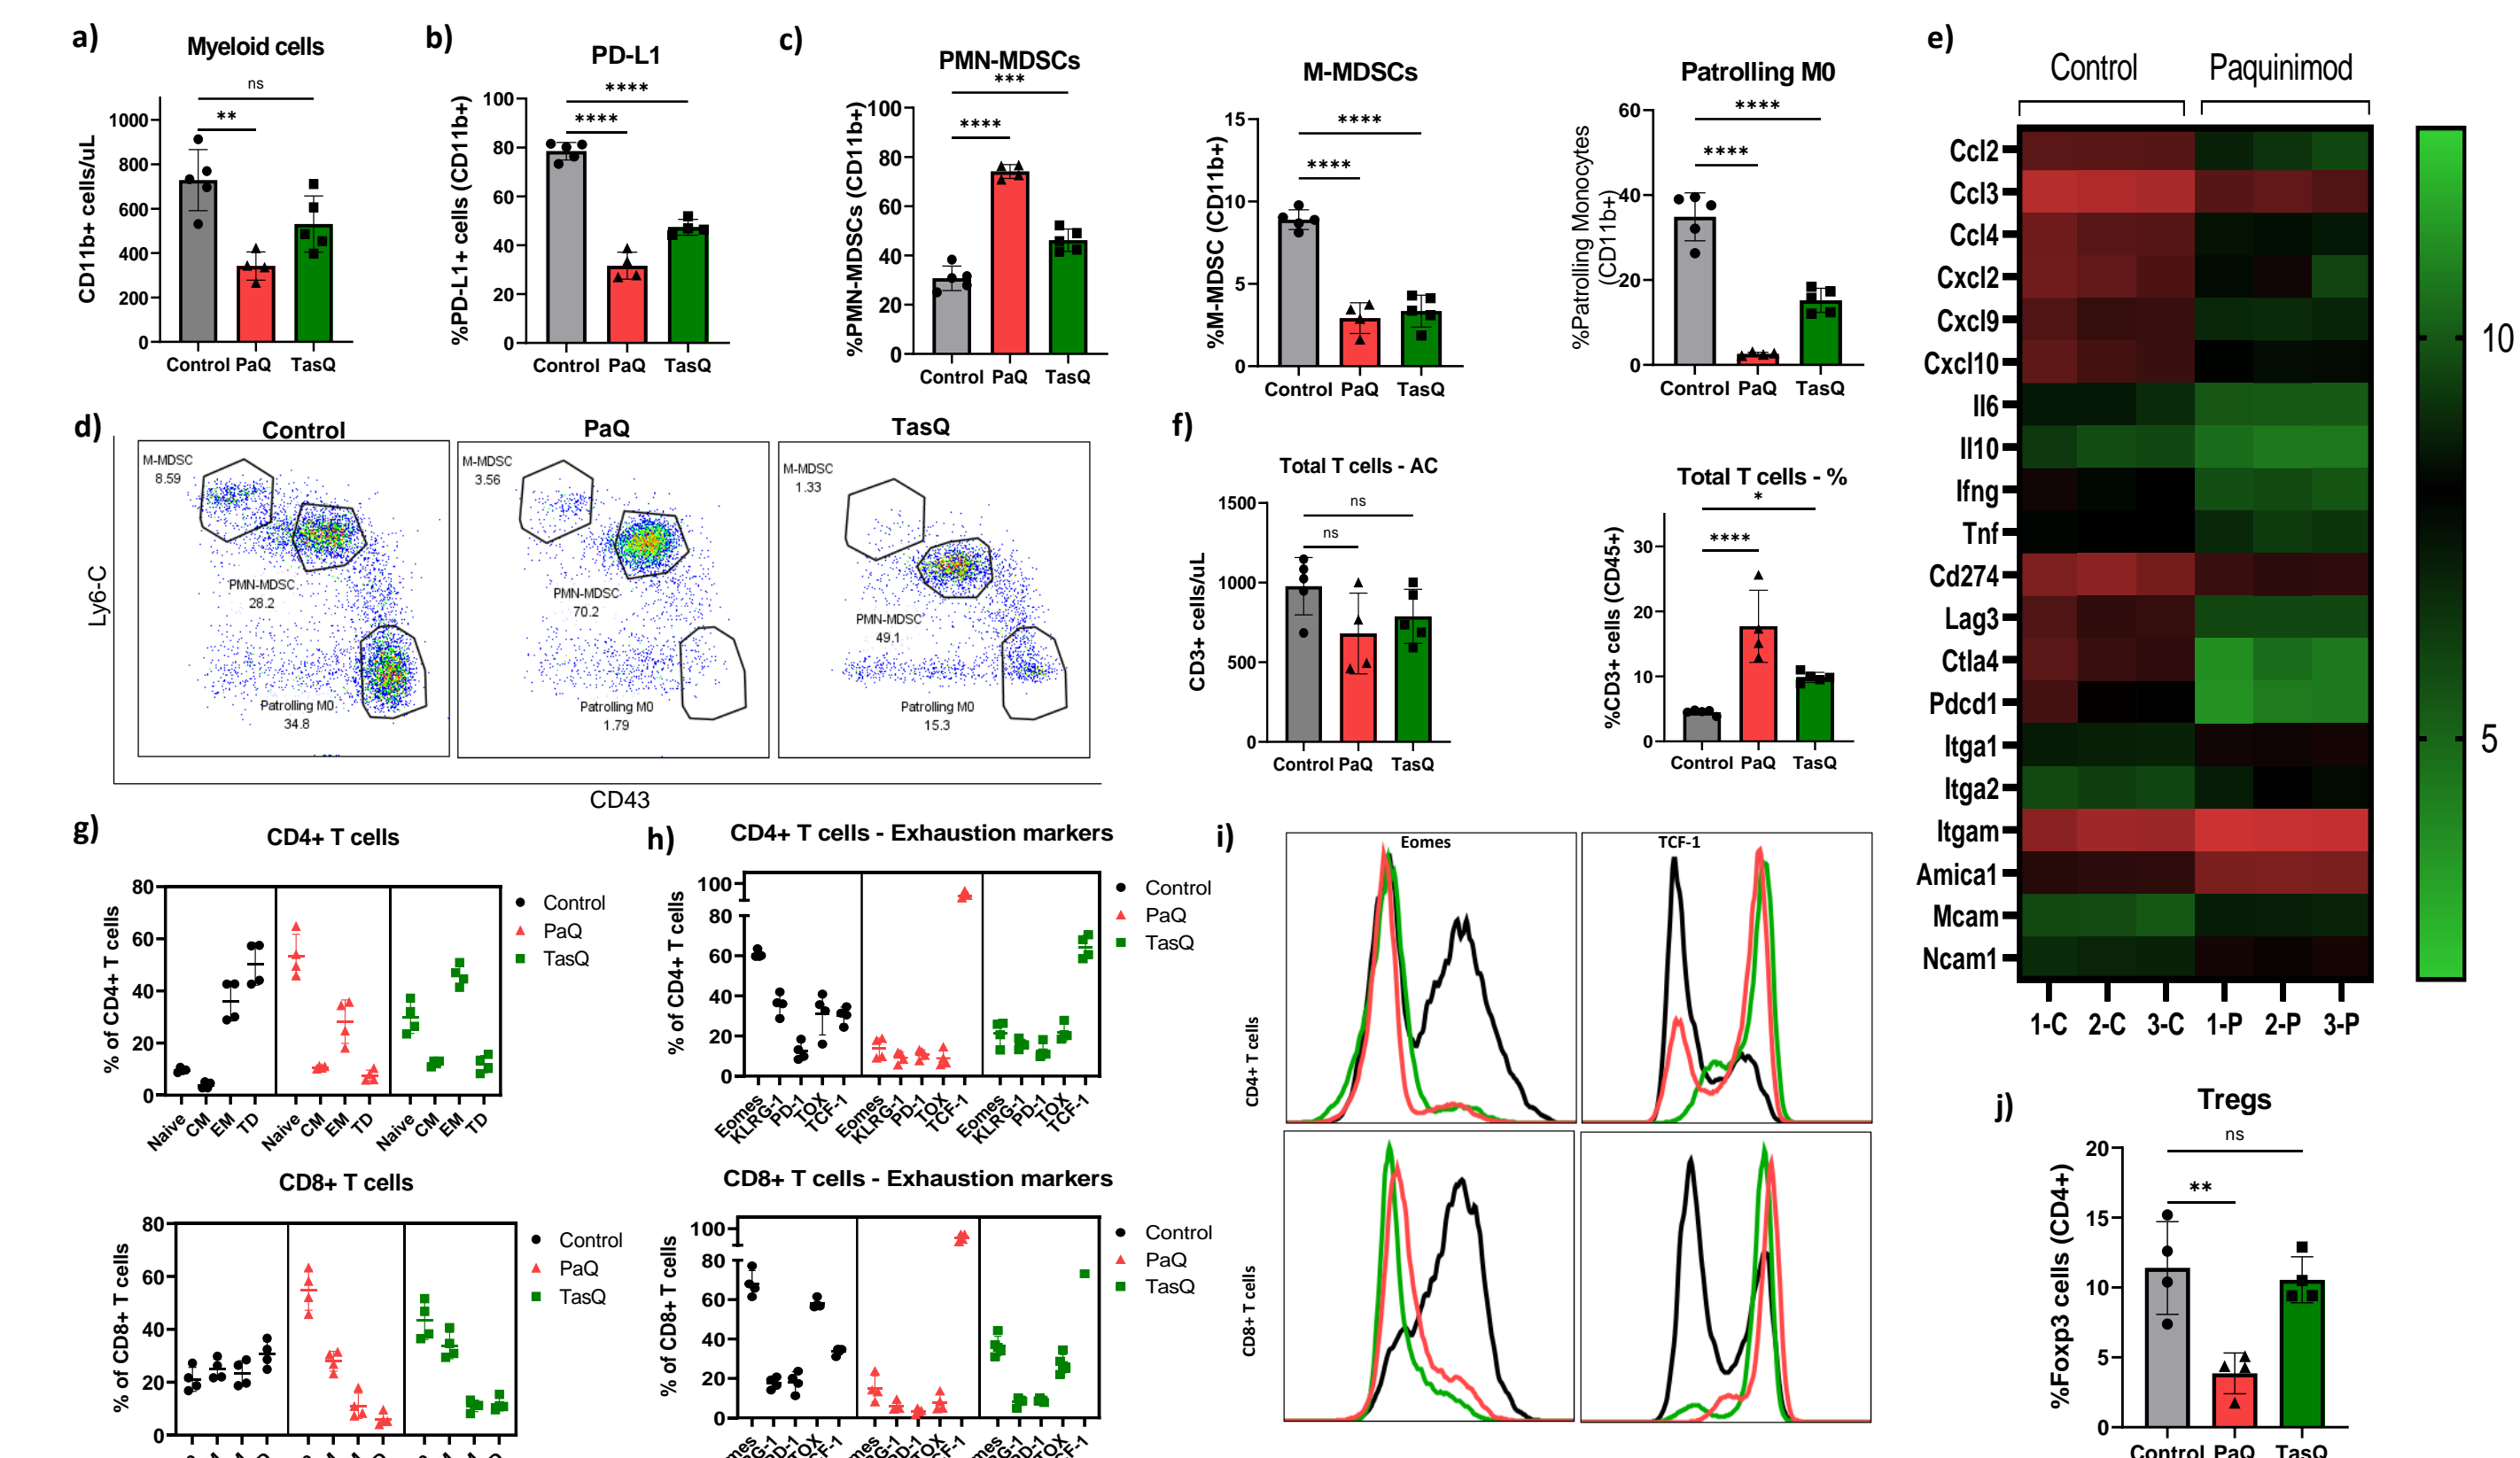 a)
Myeloid cells
ns
**
CD11b+ cells/uL
1000
800
600
400
200
0
Control PaQ TasQ
b)
PD-L1
****
****
%PD-L1+ cells (CD11b+)
100
80
60
40
20
0
Control PaQ TasQ
c)
PMN-MDSCs
***
****
%PMN-MDSCs (CD11b+)
100
80
60
40
20
0
Control PaQ TasQ
M-MDSCs
****
****
%M-MDSC (CD11b+)
15
10
5
0
Control PaQ TasQ
Patrolling M0
****
****
%Patrolling Monocytes
(CD11b+)
60
40
20
0
Control PaQ TasQ
d)
Control
PaQ
TasQ
M-MDSC
8.59
PMN-MDSC
28.2
Patrolling M0
34.8
M-MDSC
3.56
PMN-MDSC
70.2
Patrolling M0
1.79
M-MDSC
1.33
PMN-MDSC
49.1
Patrolling M0
15.3
Ly6-C
CD43
e)
Control
Paquinimod
Ccl2
Ccl3
Ccl4
Cxcl2
Cxcl9
Cxcl10
Il6
Il10
Ifng
Tnf
Cd274
Lag3
Ctla4
Pdcd1
Itga1
Itga2
Itgam
Amica1
Mcam
Ncam1
1-C 2-C 3-C 1-P 2-P 3-P
10
5
f)
Total T cells - AC
ns
ns
CD3+ cells/uL
1500
1000
500
0
Control PaQ TasQ
Total T cells - %
*
****
%CD3+ cells (CD45+)
30
20
10
0
Control PaQ TasQ
g)
CD4+ T cells
% of CD4+ T cells
80
60
40
20
0
Naive CM EM TD Naive CM EM TD Naive CM EM TD
Control
PaQ
TasQ
CD8+ T cells
% of CD8+ T cells
80
60
40
20
0
Control
PaQ
TasQ
h)
CD4+ T cells - Exhaustion markers
% of CD4+ T cells
100
80
60
40
20
0
Eomes KLRG-1 PD-1 TOX TCF-1 Eomes KLRG-1 PD-1 TOX TCF-1 Eomes KLRG-1 PD-1 TOX TCF-1
Control
PaQ
TasQ
CD8+ T cells - Exhaustion markers
% of CD8+ T cells
100
80
60
40
20
0
Control
PaQ
TasQ
i)
Eomes
TCF-1
CD4+ T cells
CD8+ T cells
j)
Tregs
ns
**
%Foxp3 cells (CD4+)
20
15
10
5
0
Control PaQ TasQ